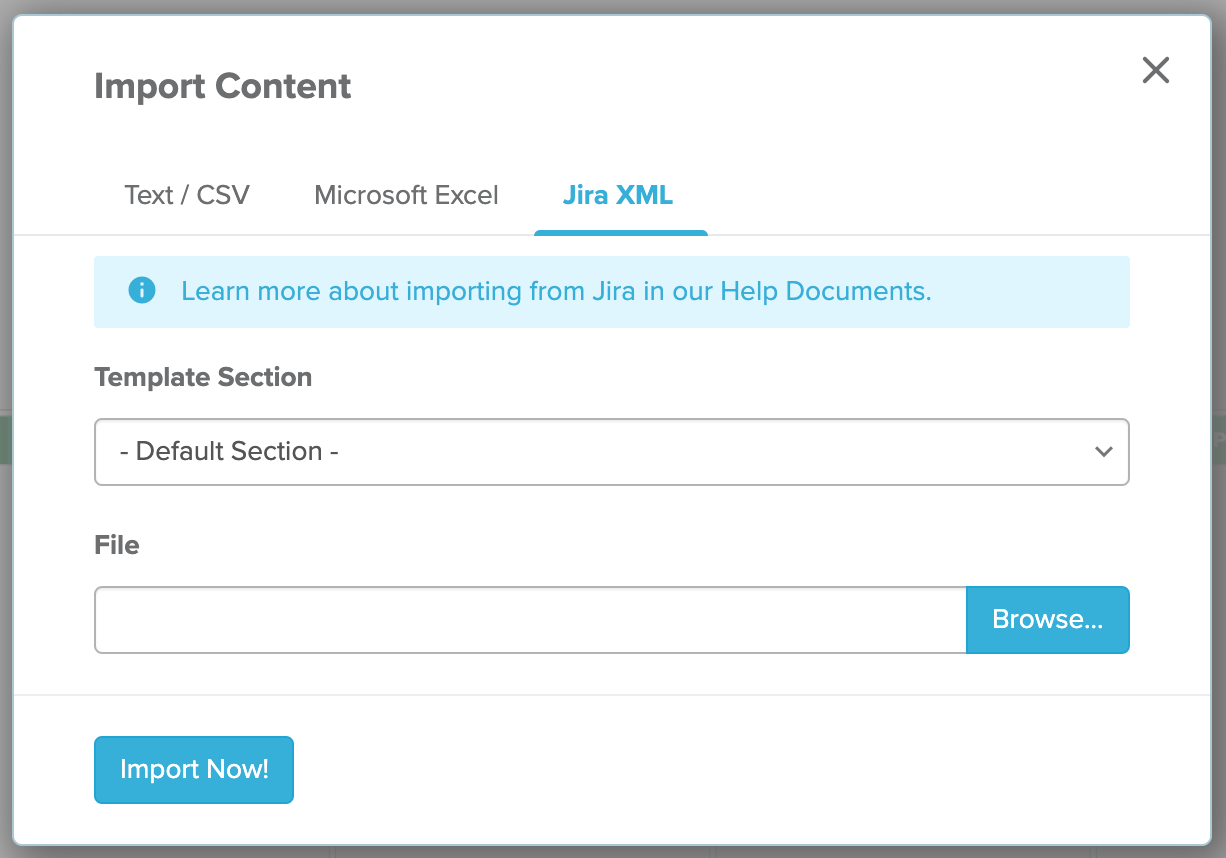 Import Content
Text / CSV Microsoft Excel Jira XML
Learn more about importing from Jira in our Help Documents.
Template Section
- Default Section -
File
Browse...
Import Now!